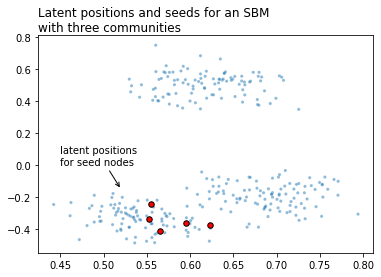 Latent positions and seeds for an SBM
with three communities
0.8
0.6
0.4
0.2
0.0
−0.2
−0.4
latent positions
for seed nodes
0.45 0.50 0.55 0.60 0.65 0.70 0.75 0.80